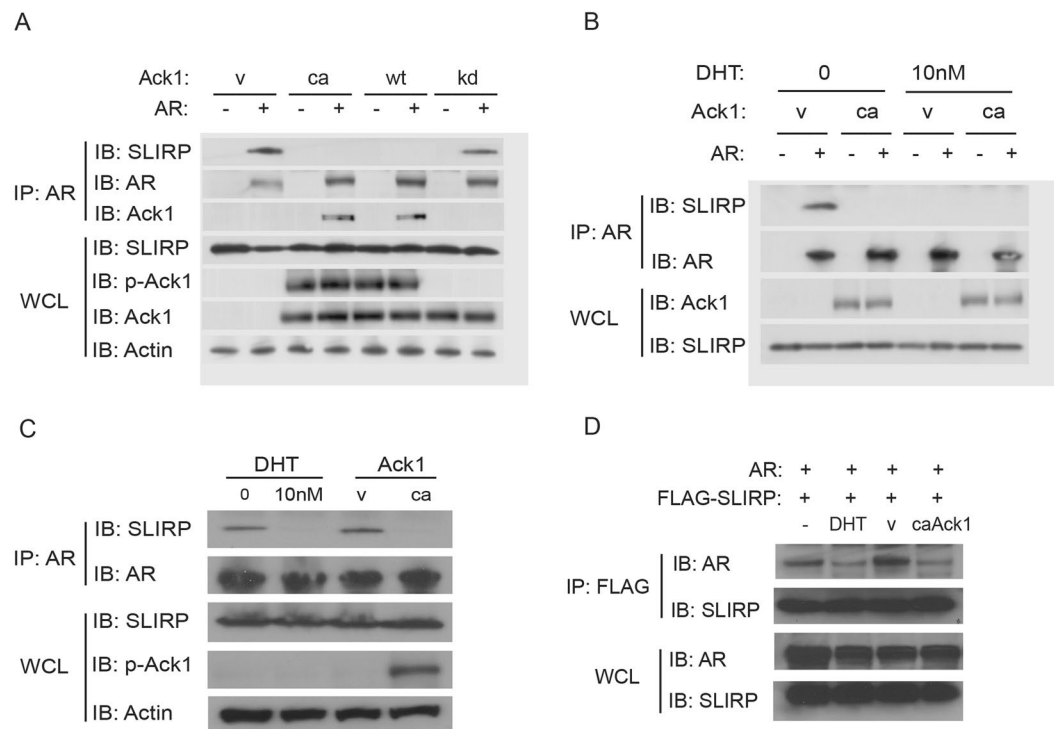 A
Ack1: v ca wt kd
AR: - + - + - + - +
IP: AR
IB: SLIRP
IB: AR
IB: Ack1
WCL
IB: SLIRP
IB: p-Ack1
IB: Ack1
IB: Actin
B
DHT: 0 10nM
Ack1: v ca v ca
AR: - + - + - + - +
IP: AR
IB: SLIRP
IB: AR
WCL
IB: Ack1
IB: SLIRP
C
DHT Ack1
0 10nM v ca
IP: AR
IB: SLIRP
IB: AR
WCL
IB: SLIRP
IB: p-Ack1
IB: Actin
D
AR: + + + +
FLAG-SLIRP: + + + +
- DHT v caAck1
IP: FLAG
IB: AR
IB: SLIRP
WCL
IB: AR
IB: SLIRP